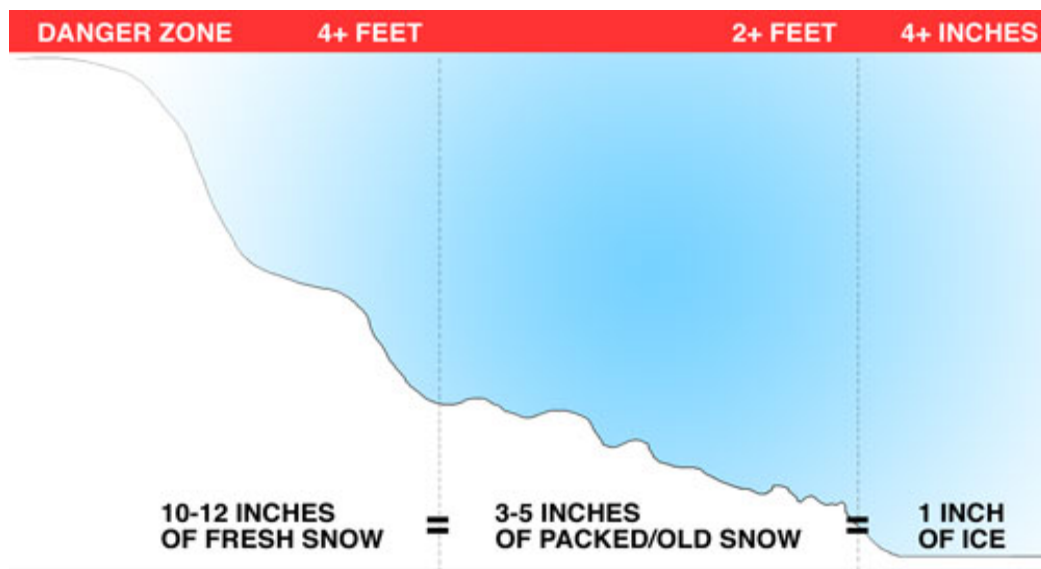 DANGER ZONE 4+ FEET 2+ FEET 4+ INCHES
10-12 INCHES
OF FRESH SNOW
=
3-5 INCHES
OF PACKED/OLD SNOW
=
1 INCH
OF ICE